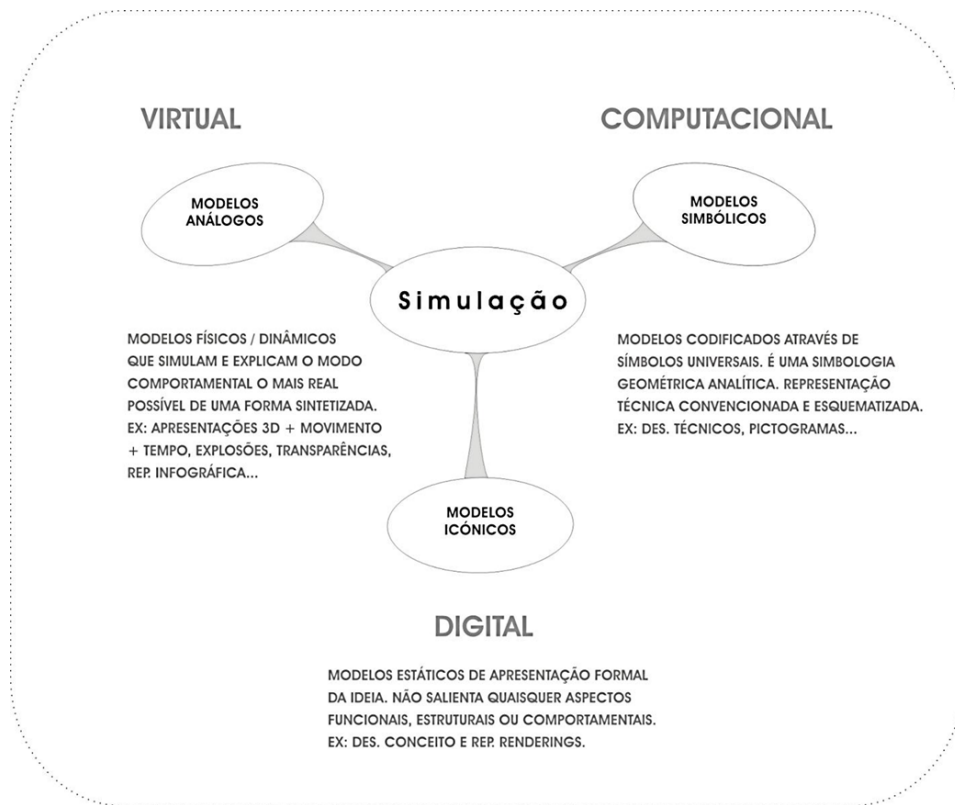 VIRTUAL
COMPUTACIONAL
MODELOS
ANÁLOGOS
MODELOS
SIMBÓLICOS
Simulação
MODELOS FÍSICOS / DINÂMICOS
QUE SIMULAM E EXPLICAM O MODO
COMPORTAMENTAL O MAIS REAL
POSSÍVEL DE UMA FORMA SINTETIZADA.
EX: APRESENTAÇÕES 3D + MOVIMENTO
+ TEMPO, EXPLOSÕES, TRANSPARÊNCIAS,
REP. INFOGRÁFICA...
MODELOS CODIFICADOS ATRAVÉS DE
SÍMBOLOS UNIVERSAIS. É UMA SIMBOLOGIA
GEOMÉTRICA ANALÍTICA. REPRESENTAÇÃO
TÉCNICA CONVENCIONADA E ESQUEMATIZADA.
EX: DES. TÉCNICOS, PICTOGRAMAS...
MODELOS
ICÓNICOS
DIGITAL
MODELOS ESTÁTICOS DE APRESENTAÇÃO FORMAL
DA IDEIA. NÃO SALIENTA QUAISQUER ASPECTOS
FUNCIONAIS, ESTRUTURAIS OU COMPORTAMENTAIS.
EX: DES. CONCEITO E REP. RENDERINGS.